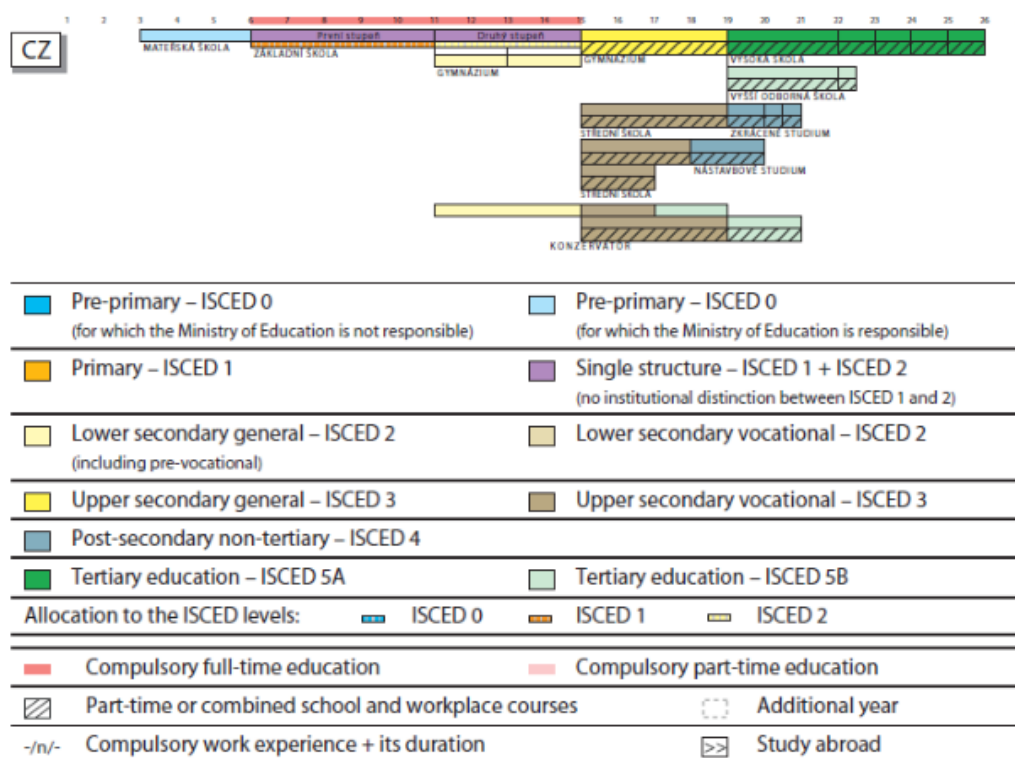 1 2 3 4 5 6 7 8 9 10 11 12 13 14 15 16 17 18 19 20 21 22 23 24 25 26
CZ
První stupeň Druhý stupeň
MATEŘSKÁ ŠKOLA ZÁKLADNÍ ŠKOLA GYMNÁZIUM VYSOKÁ ŠKOLA
GYMNÁZIUM
VYŠŠÍ ODBORNÁ ŠKOLA
STŘEDNÍ ŠKOLA ZKRÁCENÉ STUDIUM
NÁSTAVBOVÉ STUDIUM
STŘEDNÍ ŠKOLA
KONZERVATOŘ
Pre-primary – ISCED 0 Pre-primary – ISCED 0
(for which the Ministry of Education is not responsible) (for which the Ministry of Education is responsible)
Primary – ISCED 1 Single structure – ISCED 1 + ISCED 2
(no institutional distinction between ISCED 1 and 2)
Lower secondary general – ISCED 2 Lower secondary vocational – ISCED 2
(including pre-vocational)
Upper secondary general – ISCED 3 Upper secondary vocational – ISCED 3
Post-secondary non-tertiary – ISCED 4
Tertiary education – ISCED 5A Tertiary education – ISCED 5B
Allocation to the ISCED levels: ISCED 0 ISCED 1 ISCED 2
Compulsory full-time education Compulsory part-time education
Part-time or combined school and workplace courses Additional year
-/n/- Compulsory work experience + its duration >> Study abroad